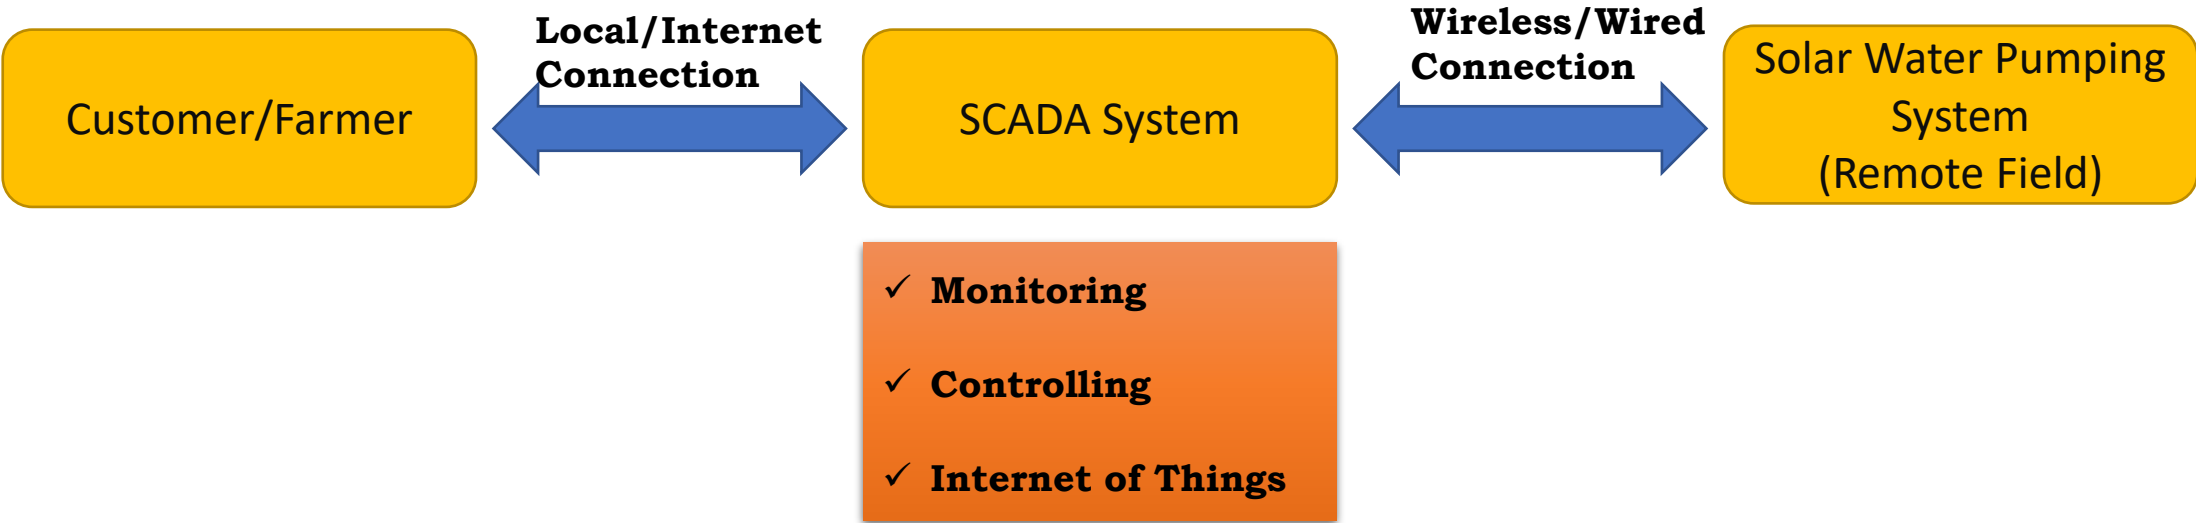 Customer/Farmer
Local/Internet
Connection
SCADA System
Wireless/Wired
Connection
Solar Water Pumping
System
(Remote Field)
✓ Monitoring
✓ Controlling
✓ Internet of Things